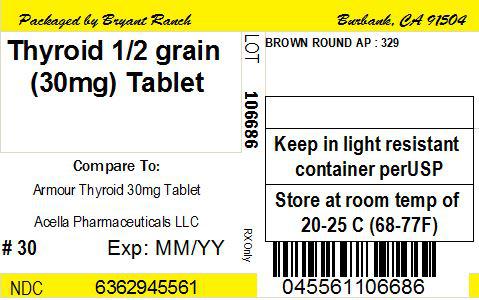 Packaged by Bryant Ranch
Burbank, CA 91504
Thyroid 1/2 grain
(30mg) Tablet
Compare To:
Armour Thyroid 30mg Tablet
Acella Pharmaceuticals LLC
# 30
Exp: MM/YY
NDC
6362945561
LOT
106686
RX Only
BROWN ROUND AP : 329
Keep in light resistant
container perUSP
Store at room temp of
20-25 C (68-77F)
045561106686